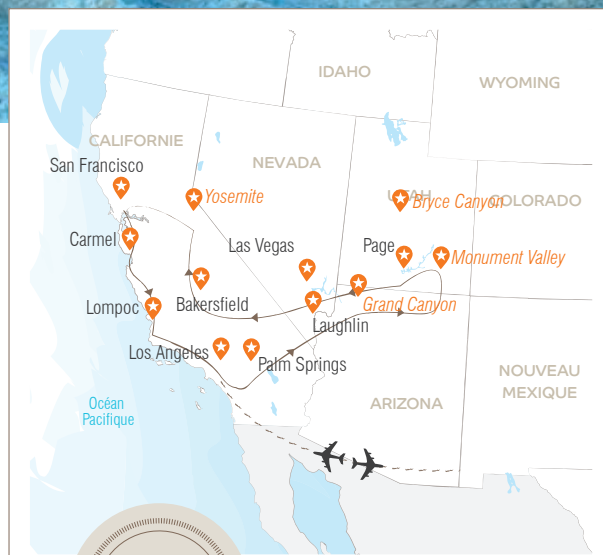 IDAHO
WYOMING
CALIFORNIE
NEVADA
San Francisco
UTAH
COLORADO
Yosemite
Bryce Canyon
Carmel
Las Vegas
Page
Monument Valley
Lompoc
Bakersfield
Grand Canyon
Laughlin
Los Angeles
Palm Springs
NOUVEAU
MEXIQUE
Océan
Pacifique
ARIZONA